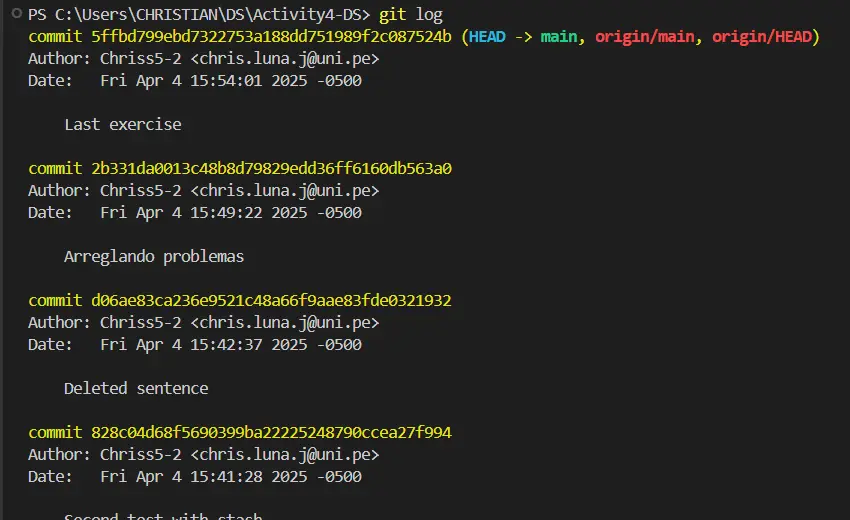 PS C:\Users\CHRISTIAN\DS\Activity4-DS> git log
commit 5ffbd799ebd7322753a188dd751989f2c087524b (HEAD -> main, origin/main, origin/HEAD)
Author: Chriss5-2 <chris.luna.j@uni.pe>
Date:   Fri Apr 4 15:54:01 2025 -0500
Last exercise
commit 2b331da0013c48b8d79829edd36ff6160db563a0
Author: Chriss5-2 <chris.luna.j@uni.pe>
Date:   Fri Apr 4 15:49:22 2025 -0500
Arreglando problemas
commit d06ae83ca236e9521c48a66f9aae83fde0321932
Author: Chriss5-2 <chris.luna.j@uni.pe>
Date:   Fri Apr 4 15:42:37 2025 -0500
Deleted sentence
commit 828c04d68f5690399ba22225248790ccea27f994
Author: Chriss5-2 <chris.luna.j@uni.pe>
Date:   Fri Apr 4 15:41:28 2025 -0500
Second test with stash